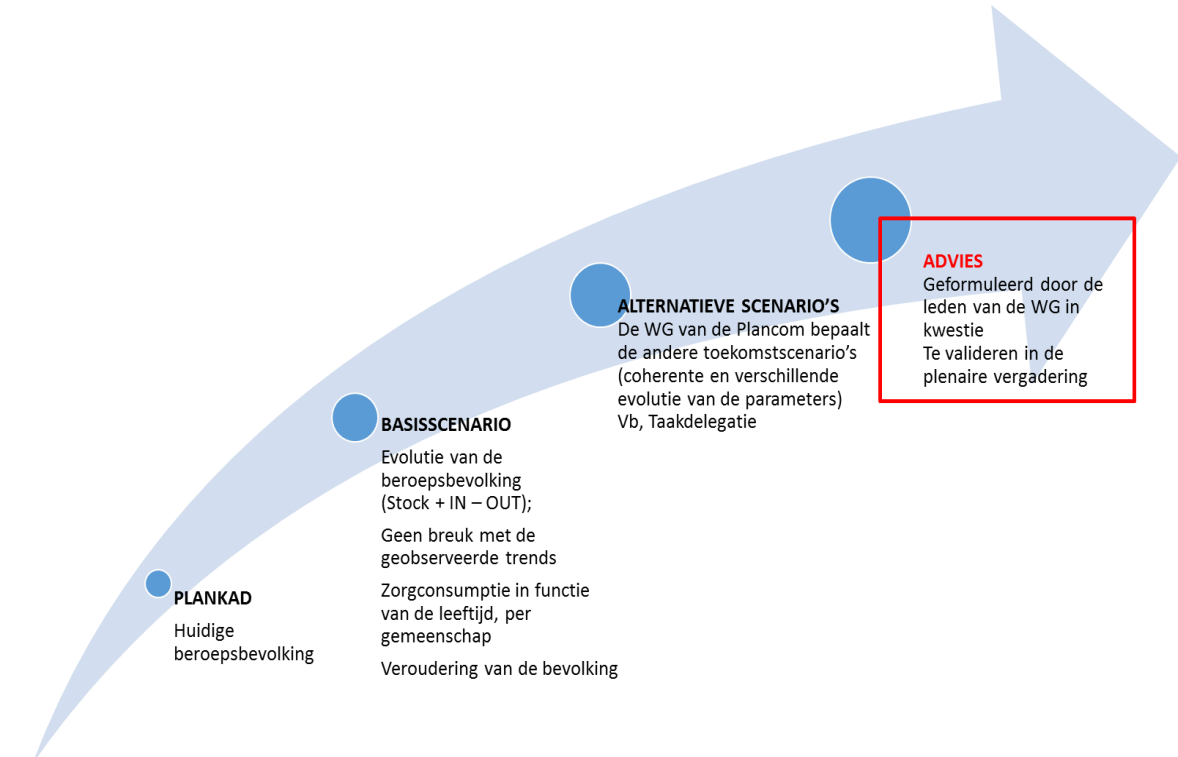 PLANKAD
Huidige
beroepsbevolking
BASISSCENARIO
Evolutie van de
beroepsbevolking
(Stock + IN – OUT);
Geen breuk met de
geobserveerde trends
Zorgconsumptie in functie
van de leeftijd, per
gemeenschap
Veroudering van de bevolking
ALTERNATIEVE SCENARIO’S
De WG van de Plancom bepaalt
de andere toekomstscenario’s
(coherente en verschillende
evolutie van de parameters)
Vb, Taakdelegatie
ADVIES
Geformuleerd door de
leden van de WG in
kwestie
Te valideren in de
plenaire vergadering